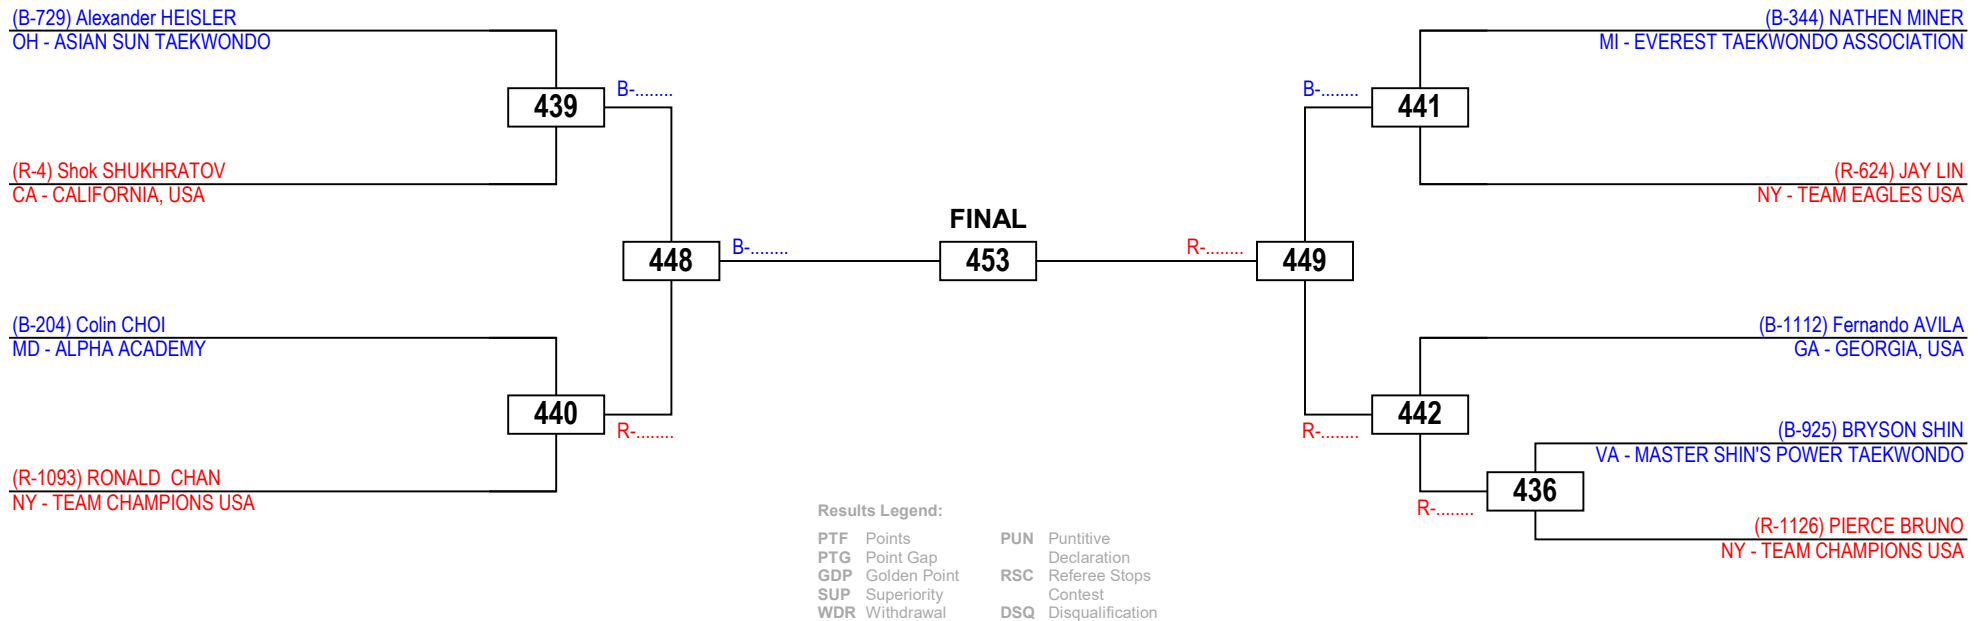 (B-729) Alexander HEISLER
OH - ASIAN SUN TAEKWONDO
B-........
439
(R-4) Shok SHUKHRATOV
CA - CALIFORNIA, USA
448
B-........
(B-204) Colin CHOI
MD - ALPHA ACADEMY
440
R-........
(R-1093) RONALD  CHAN
NY - TEAM CHAMPIONS USA
FINAL
453
(B-344) NATHEN MINER
MI - EVEREST TAEKWONDO ASSOCIATION
B-........
441
(R-624) JAY LIN
NY - TEAM EAGLES USA
R-........
449
(B-1112) Fernando AVILA
GA - GEORGIA, USA
442
R-........
(B-925) BRYSON SHIN
VA - MASTER SHIN'S POWER TAEKWONDO
436
R-........
(R-1126) PIERCE BRUNO
NY - TEAM CHAMPIONS USA
Results Legend:
PTF Points
PTG Point Gap
GDP Golden Point
SUP Superiority
WDR Withdrawal
PUN Puntitive
Declaration
RSC Referee Stops
Contest
DSQ Disqualification